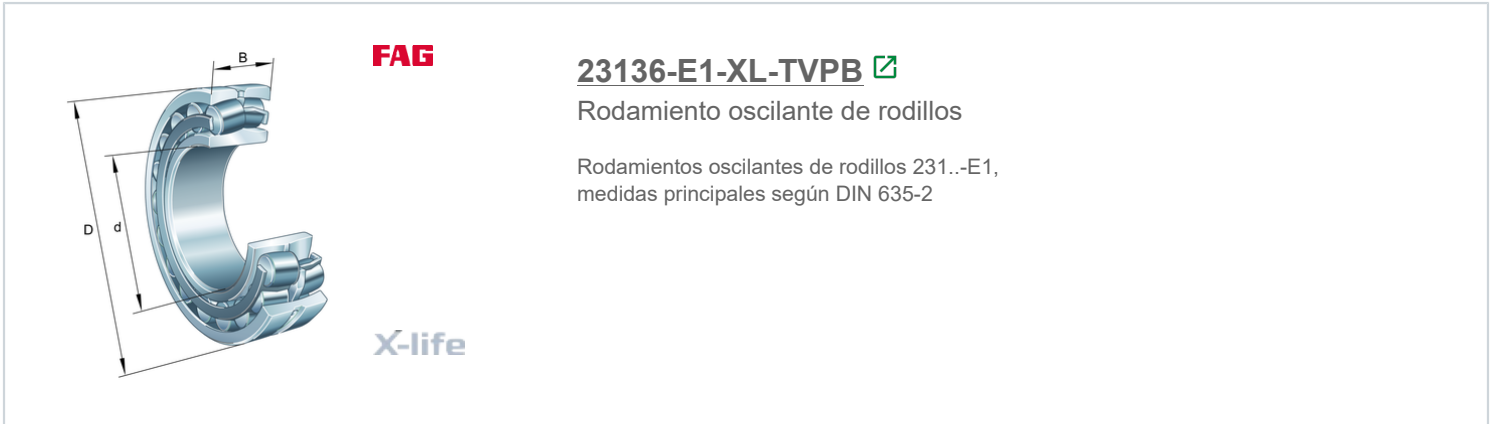 B
FAG
D
d
X-life
23136-E1-XL-TVPB
Rodamiento oscilante de rodillos
Rodamientos oscilantes de rodillos 231..-E1,
medidas principales según DIN 635-2